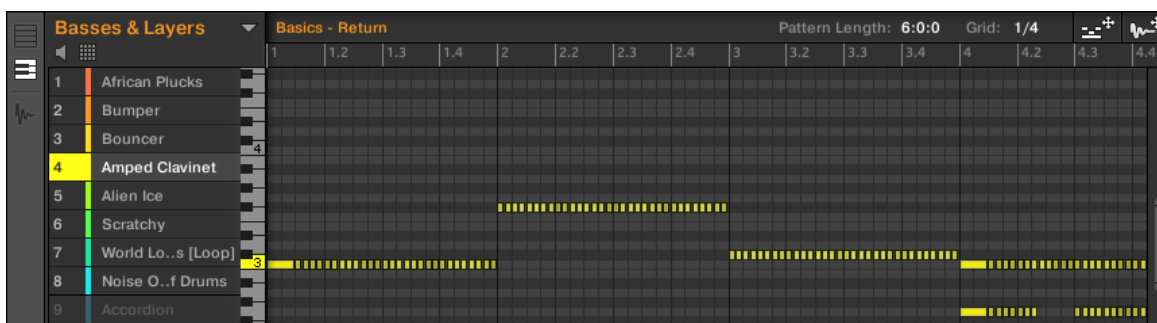 Basses & Layers Basics - Return Pattern Length: 6:0:0 Grid: 1/4
1 1.2 1.3 1.4 2 2.2 2.3 2.4 3 3.2 3.3 3.4 4 4.2 4.3 4.4
1 African Plucks
2 Bumper
3 Bouncer
4
4 Amped Clavinet
5 Alien Ice
6 Scratchy
7 World Lo..s [Loop]
3
8 Noise O..f Drums
9 Accordion